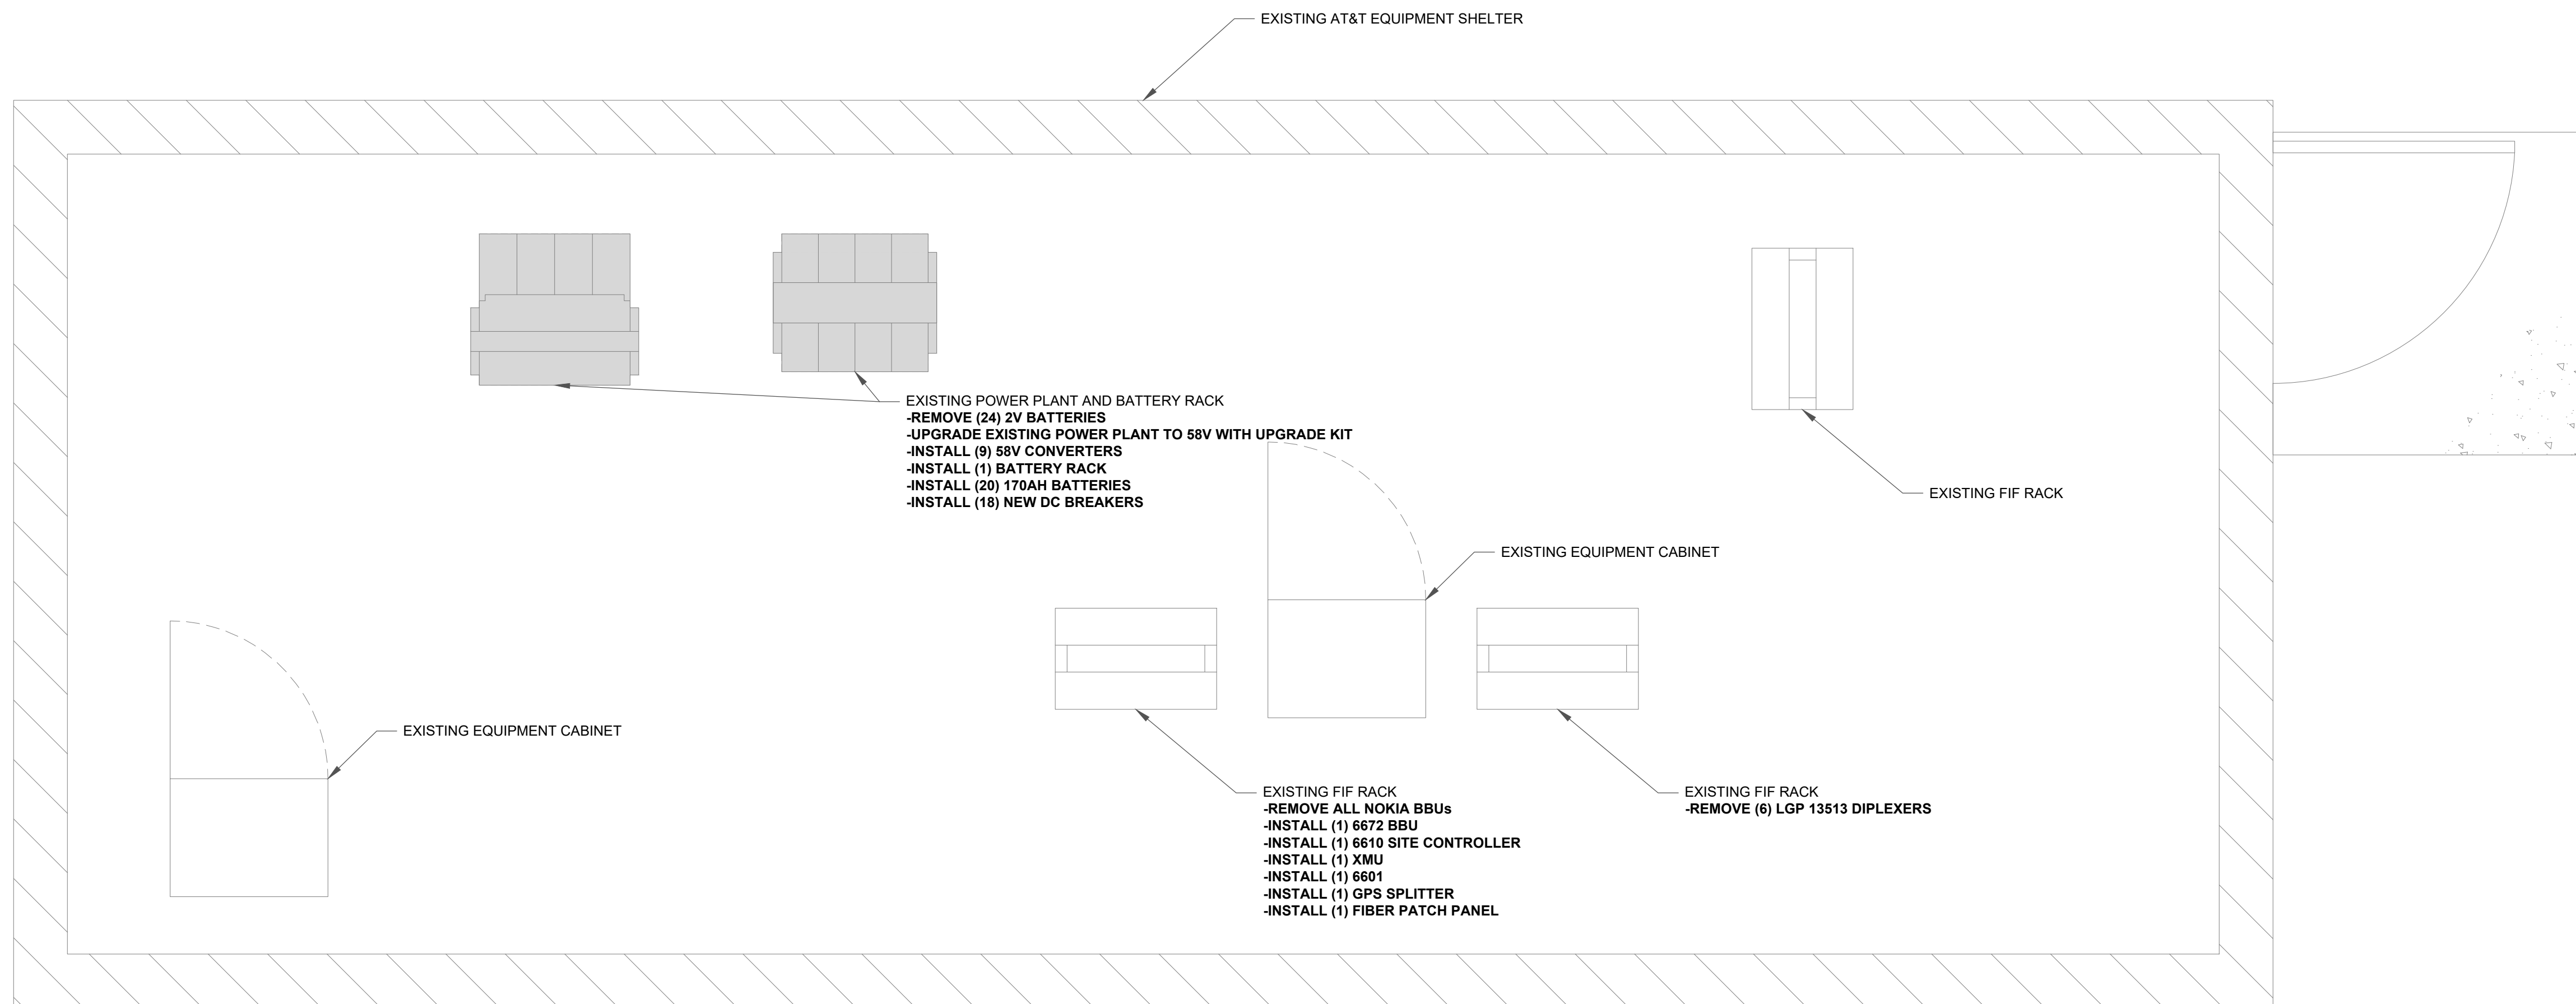 EXISTING AT&T EQUIPMENT SHELTER
EXISTING POWER PLANT AND BATTERY RACK
-REMOVE (24) 2V BATTERIES
-UPGRADE EXISTING POWER PLANT TO 58V WITH UPGRADE KIT
-INSTALL (9) 58V CONVERTERS
-INSTALL (1) BATTERY RACK
-INSTALL (20) 170AH BATTERIES
-INSTALL (18) NEW DC BREAKERS
EXISTING FIF RACK
EXISTING EQUIPMENT CABINET
EXISTING EQUIPMENT CABINET
EXISTING FIF RACK
-REMOVE ALL NOKIA BBUs
-INSTALL (1) 6672 BBU
-INSTALL (1) 6610 SITE CONTROLLER
-INSTALL (1) XMU
-INSTALL (1) 6601
-INSTALL (1) GPS SPLITTER
-INSTALL (1) FIBER PATCH PANEL
EXISTING FIF RACK
-REMOVE (6) LGP 13513 DIPLEXERS